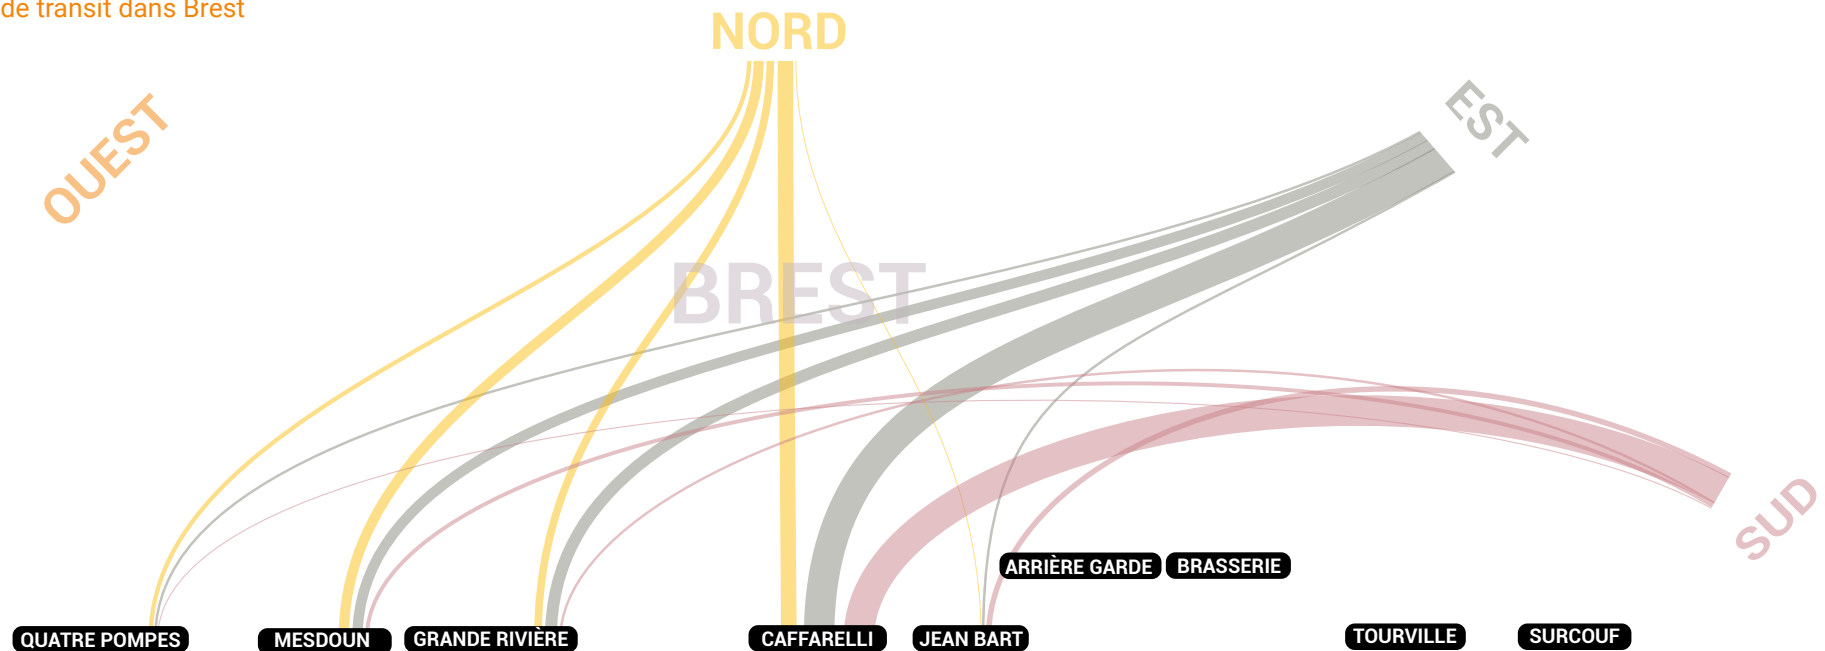 de transit dans Brest
NORD
OUEST
EST
BREST
SUD
ARRIÈRE GARDE
BRASSERIE
QUATRE POMPES
MESDOUN
GRANDE RIVIÈRE
CAFFARELLI
JEAN BART
TOURVILLE
SURCOUF